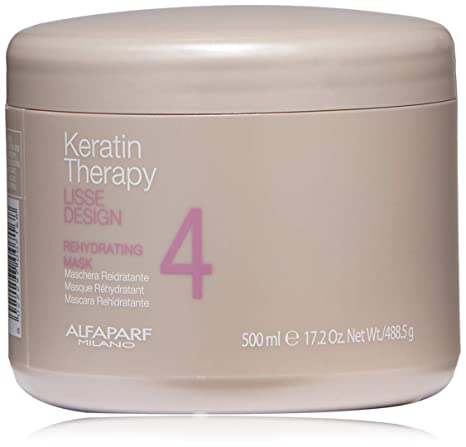 Keratin
Therapy
LISSE
DESIGN
REHYDRATING
MASK
4
Maschera Reidratante
Masque Réhydratant
Mascara Rehidratante
ALFAPARF
MILANO
500 ml ℮ 17.2 Oz. Net Wt./488.5 g